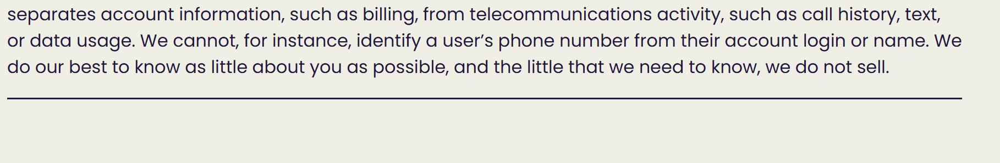 separates account information, such as billing, from telecommunications activity, such as call history, text,
or data usage. We cannot, for instance, identify a user’s phone number from their account login or name. We
do our best to know as little about you as possible, and the little that we need to know, we do not sell.